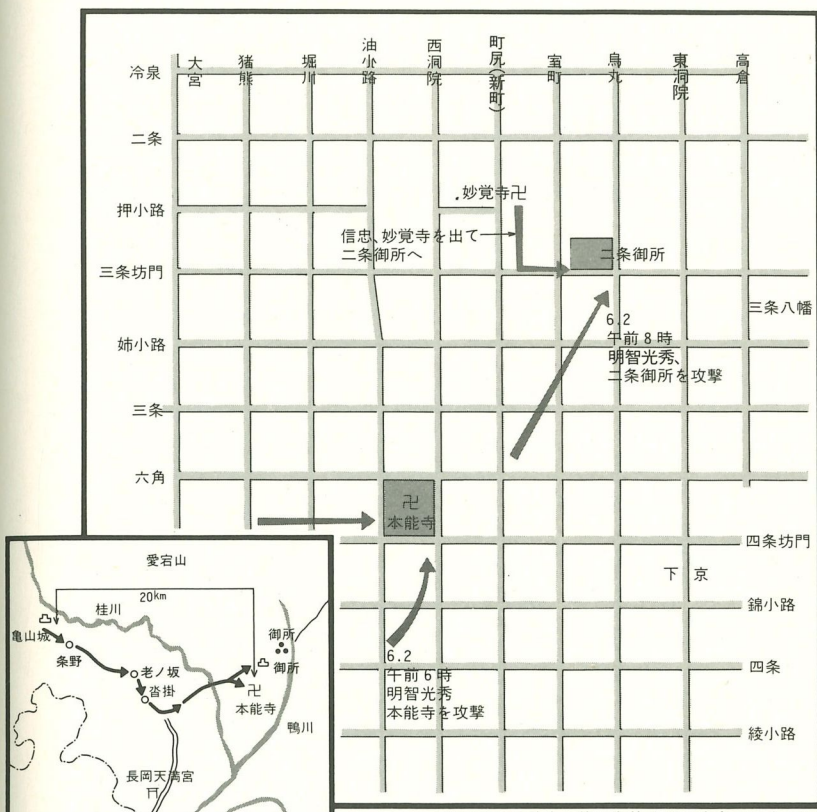 大宮
猪熊
堀川
油小路
西洞院
町尻(新町)
室町
烏丸
東洞院
高倉
冷泉
二条
押小路
三条坊門
姉小路
三条
六角
卍妙覚寺
信忠、妙覚寺を出て
二条御所へ
二条御所
三条八幡
6.2
午前8時
明智光秀、
二条御所を攻撃
卍
本能寺
四条坊門
下京
錦小路
四条
綾小路
6.2
午前6時
明智光秀
本能寺を攻撃
愛宕山
20km
桂川
亀山城
条野
老ノ坂
沓掛
御所
御所
卍
本能寺
鴨川
長岡天満宮